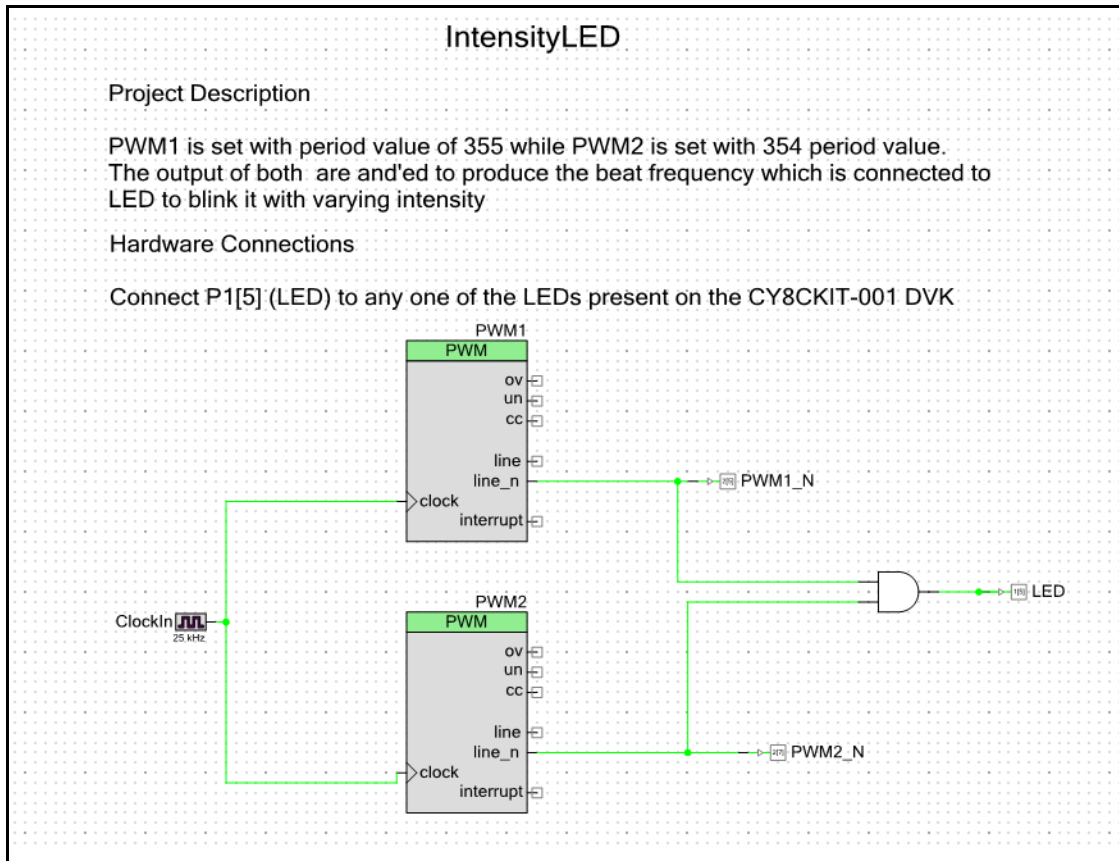 IntensityLED
Project Description
PWM1 is set with period value of 355 while PWM2 is set with 354 period value.
The output of both  are and'ed to produce the beat frequency which is connected to
LED to blink it with varying intensity
Hardware Connections
Connect P1[5] (LED) to any one of the LEDs present on the CY8CKIT-001 DVK
PWM1
PWM
ov
un
cc
line
line_n
PWM1_N
clock
interrupt
LED
PWM2
ClockIn
25 kHz
PWM
ov
un
cc
line
line_n
PWM2_N
clock
interrupt